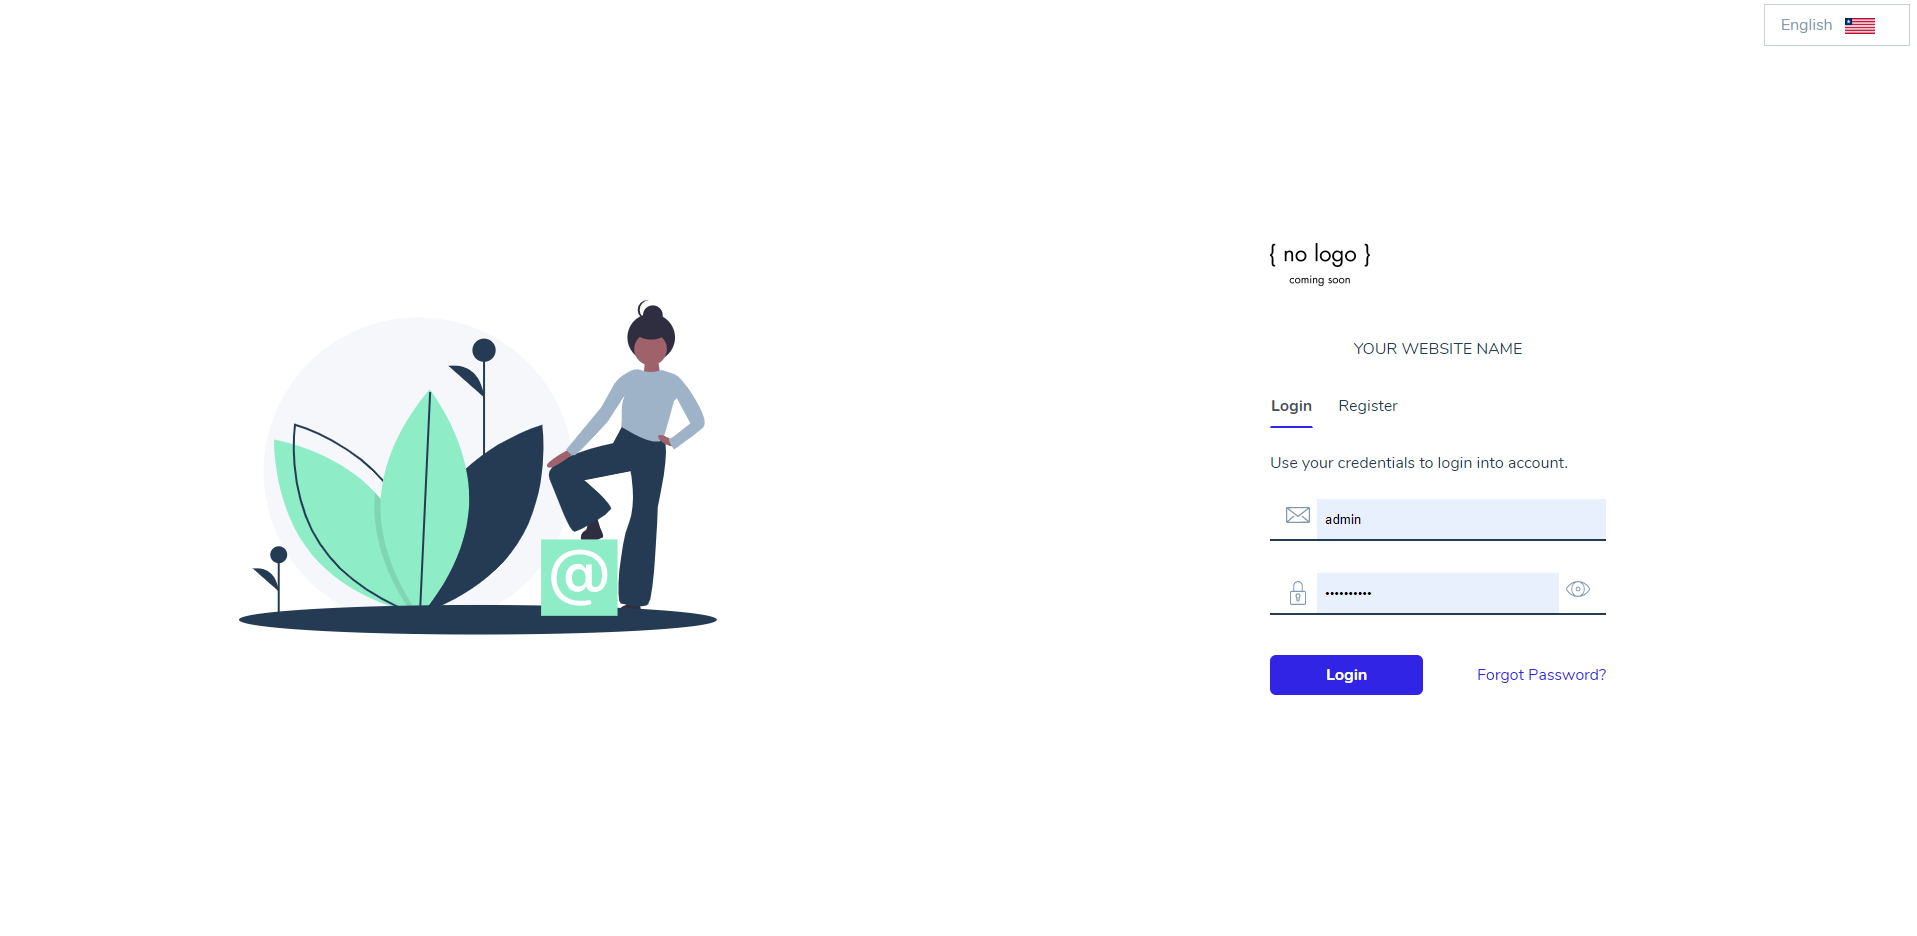 English
{ no logo }
coming soon
YOUR WEBSITE NAME
Login Register
Use your credentials to login into account.
admin
••••••••••
@
Login Forgot Password?